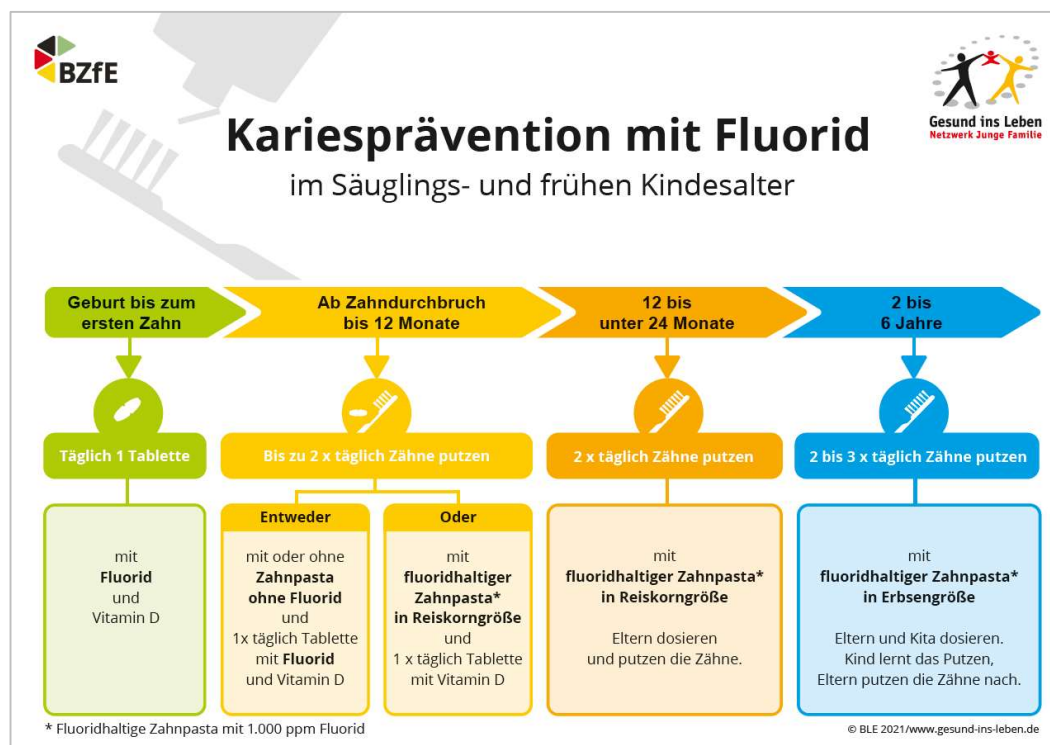 BZfE
Gesund ins Leben
Netzwerk Junge Familie
Kariesprävention mit Fluorid
im Säuglings- und frühen Kindesalter
Geburt bis zum
ersten Zahn
Täglich 1 Tablette
mit
Fluorid
und
Vitamin D
Ab Zahndurchbruch
bis 12 Monate
Bis zu 2 x täglich Zähne putzen
Entweder
mit oder ohne
Zahnpasta
ohne Fluorid
und
1x täglich Tablette
mit Fluorid
und Vitamin D
Oder
mit
fluoridhaltiger
Zahnpasta*
in Reiskorngröße
und
1 x täglich Tablette
mit Vitamin D
12 bis
unter 24 Monate
2 x täglich Zähne putzen
mit
fluoridhaltiger Zahnpasta*
in Reiskorngröße
Eltern dosieren
und putzen die Zähne.
2 bis
6 Jahre
2 bis 3 x täglich Zähne putzen
mit
fluoridhaltiger Zahnpasta*
in Erbsengröße
Eltern und Kita dosieren.
Kind lernt das Putzen,
Eltern putzen die Zähne nach.
* Fluoridhaltige Zahnpasta mit 1.000 ppm Fluorid
© BLE 2021/www.gesund-ins-leben.de